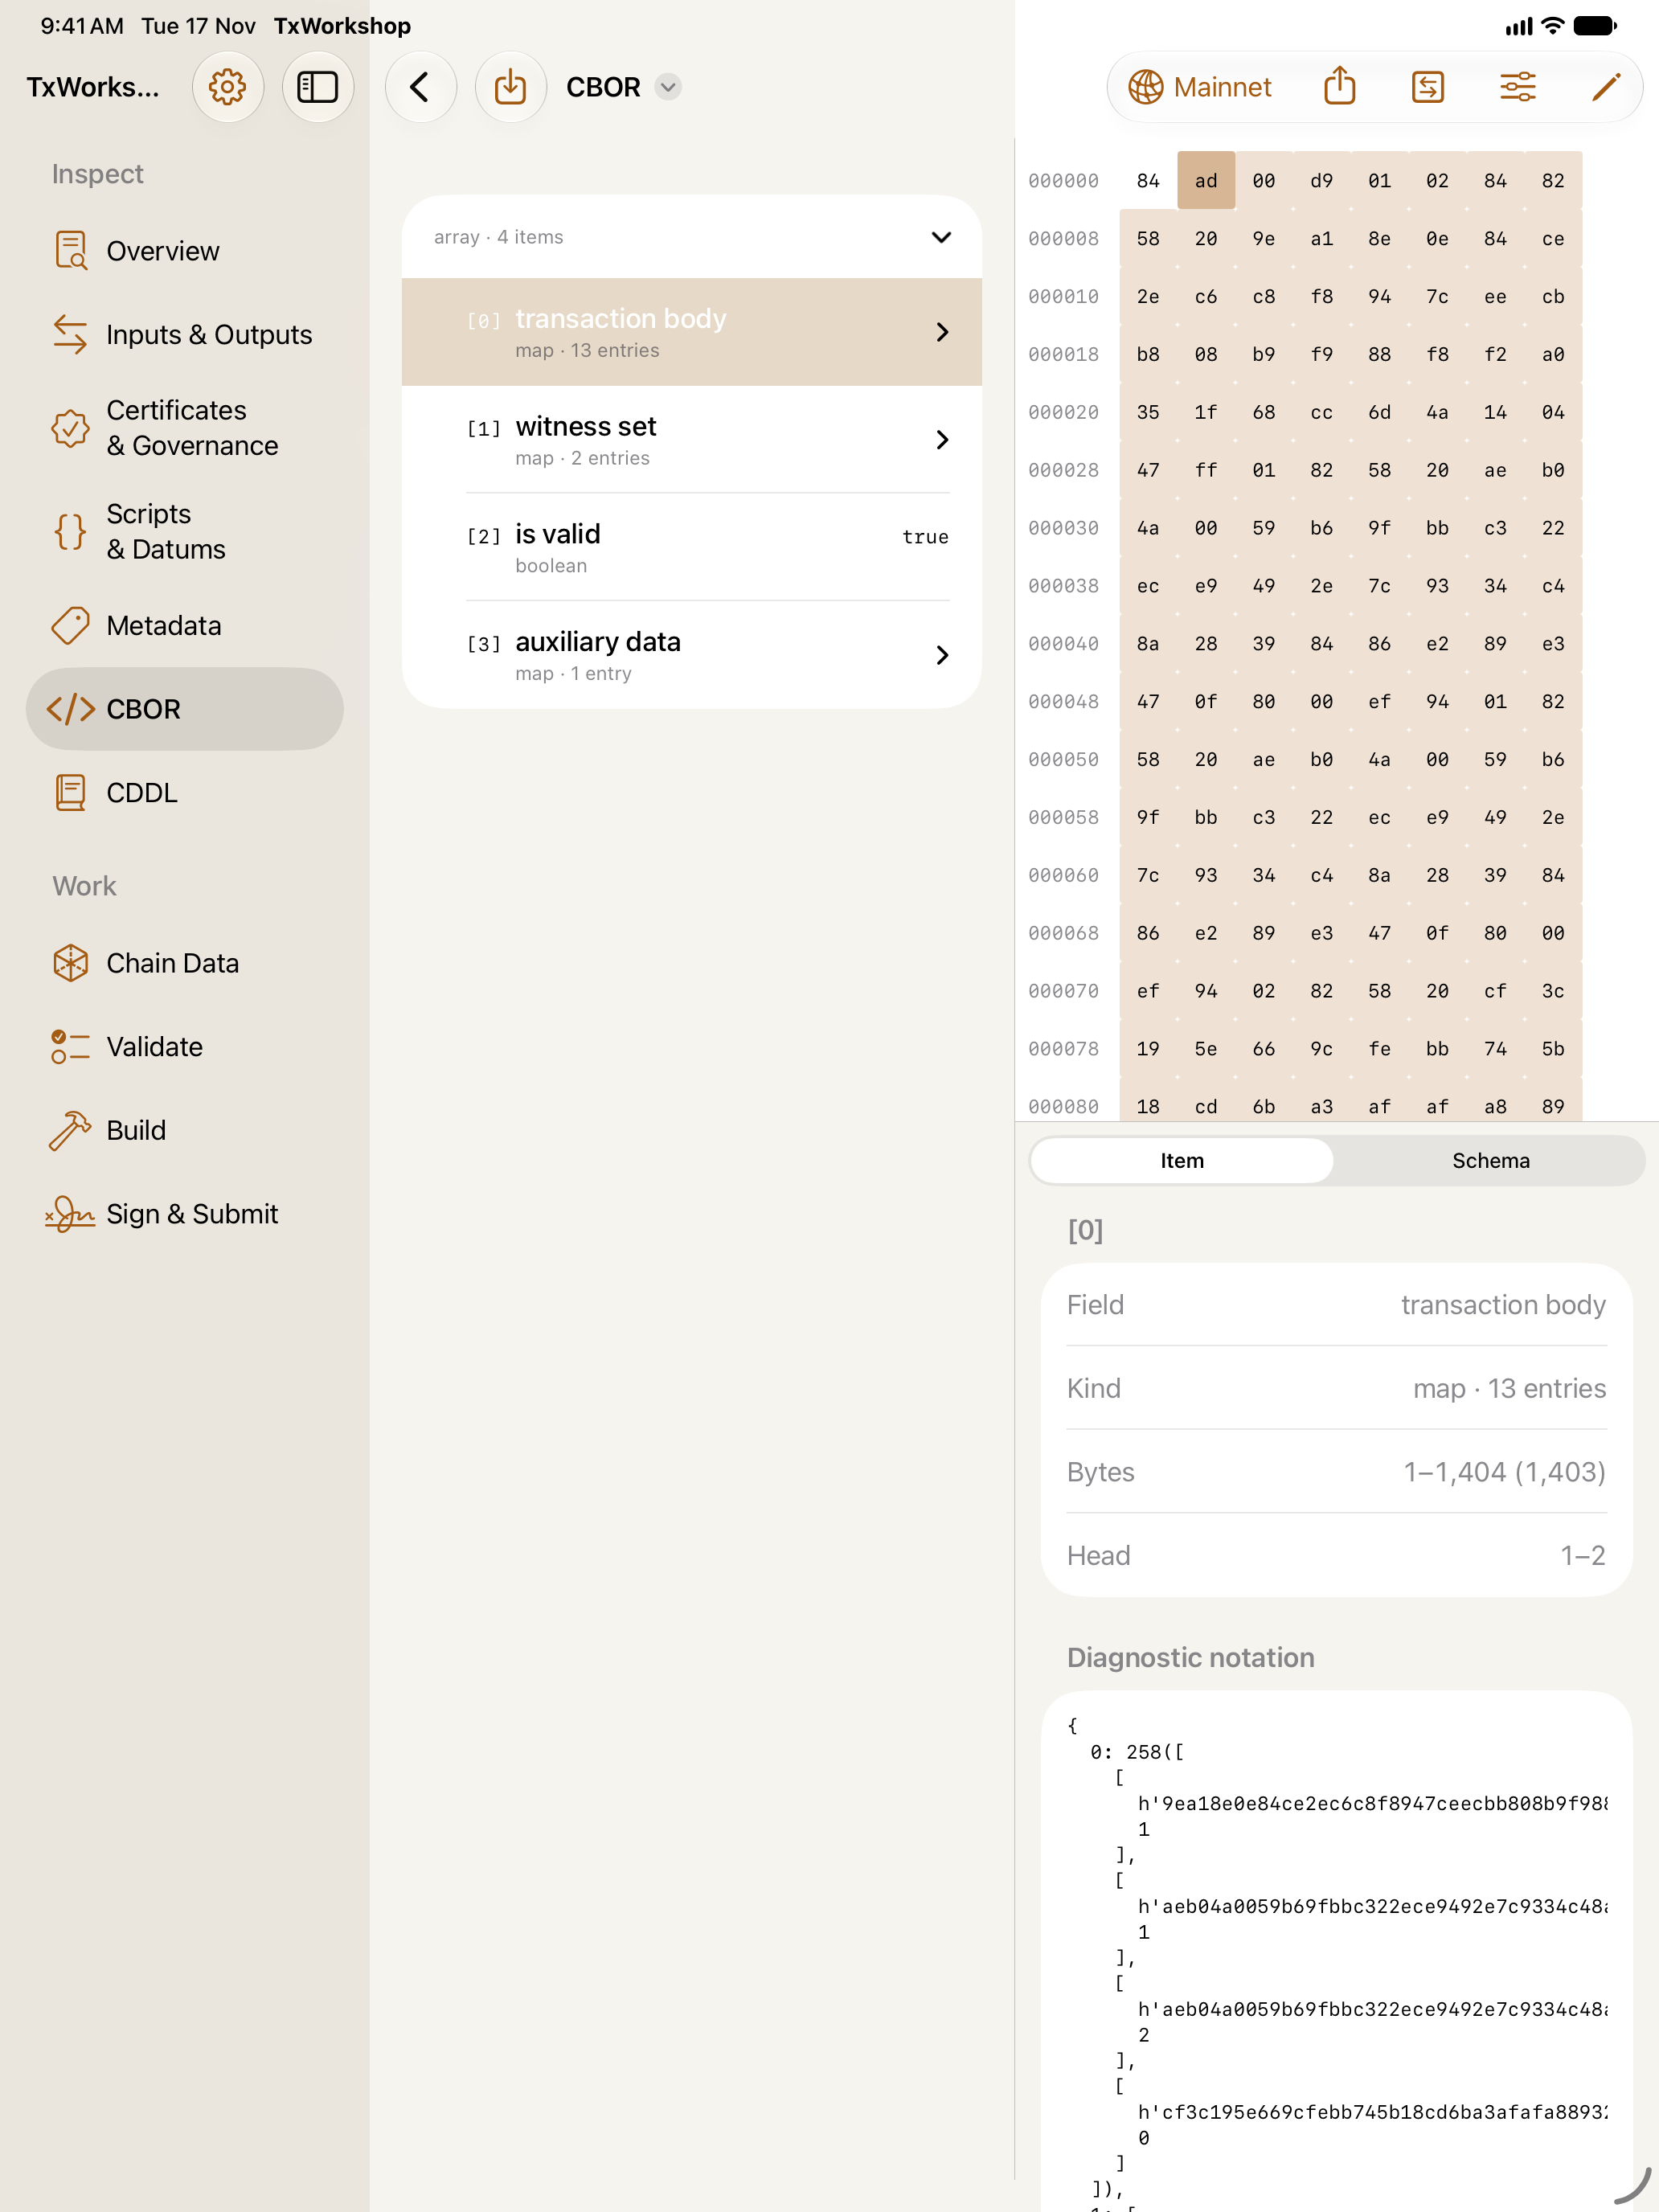 9:41 AM Tue 17 Nov TxWorkshop
TxWorks...
CBOR
Mainnet
Inspect
Overview
Inputs & Outputs
Certificates
& Governance
Scripts
& Datums
Metadata
CBOR
CDDL
Work
Chain Data
Validate
Build
Sign & Submit
array · 4 items
[0] transaction body
map · 13 entries
[1] witness set
map · 2 entries
[2] is valid true
boolean
[3] auxiliary data
map · 1 entry
000000 84 ad 00 d9 01 02 84 82
000008 58 20 9e a1 8e 0e 84 ce
000010 2e c6 c8 f8 94 7c ee cb
000018 b8 08 b9 f9 88 f8 f2 a0
000020 35 1f 68 cc 6d 4a 14 04
000028 47 ff 01 82 58 20 ae b0
000030 4a 00 59 b6 9f bb c3 22
000038 ec e9 49 2e 7c 93 34 c4
000040 8a 28 39 84 86 e2 89 e3
000048 47 0f 80 00 ef 94 01 82
000050 58 20 ae b0 4a 00 59 b6
000058 9f bb c3 22 ec e9 49 2e
000060 7c 93 34 c4 8a 28 39 84
000068 86 e2 89 e3 47 0f 80 00
000070 ef 94 02 82 58 20 cf 3c
000078 19 5e 66 9c fe bb 74 5b
000080 18 cd 6b a3 af af a8 89
Item Schema
[0]
Field transaction body
Kind map · 13 entries
Bytes 1–1,404 (1,403)
Head 1–2
Diagnostic notation
{
0: 258([
[
h'9ea18e0e84ce2ec6c8f8947ceecbb808b9f988
1
],
[
h'aeb04a0059b69fbbc322ece9492e7c9334c48a
1
],
[
h'aeb04a0059b69fbbc322ece9492e7c9334c48a
2
],
[
h'cf3c195e669cfebb745b18cd6ba3afafa88932
0
]
]),